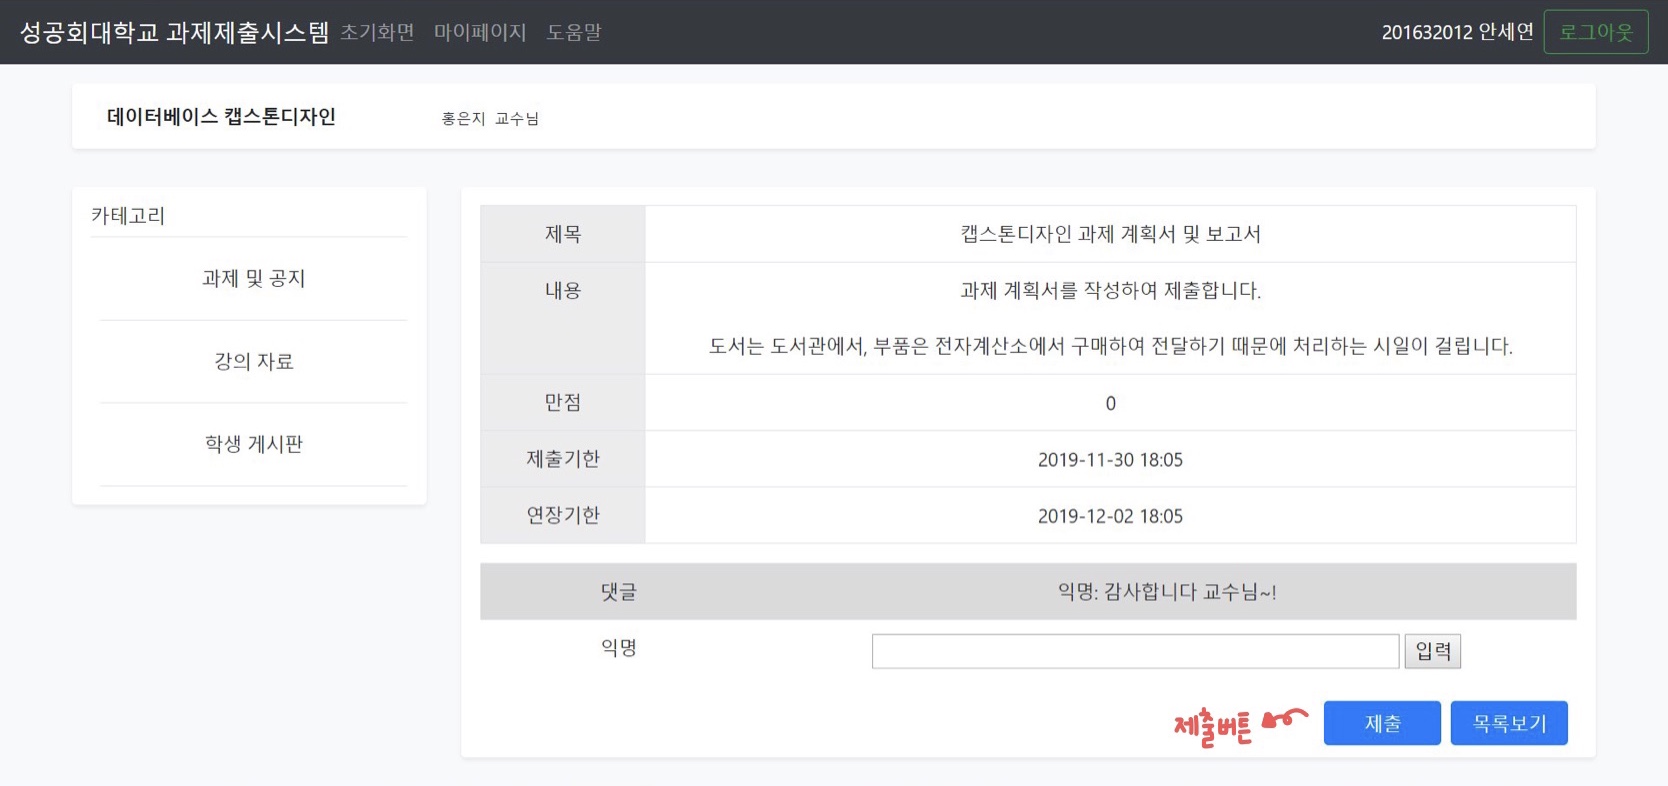 성공회대학교 과제제출시스템 초기화면 마이페이지 도움말 201632012 안세연 로그아웃
데이터베이스 캡스톤디자인 홍은지 교수님
카테고리
과제 및 공지
강의 자료
학생 게시판
제목 캡스톤디자인 과제 계획서 및 보고서
내용 과제 계획서를 작성하여 제출합니다.
도서는 도서관에서, 부품은 전자계산소에서 구매하여 전달하기 때문에 처리하는 시일이 걸립니다.
만점 0
제출기한 2019-11-30 18:05
연장기한 2019-12-02 18:05
댓글 익명: 감사합니다 교수님~!
익명 입력
제출버튼 제출 목록보기